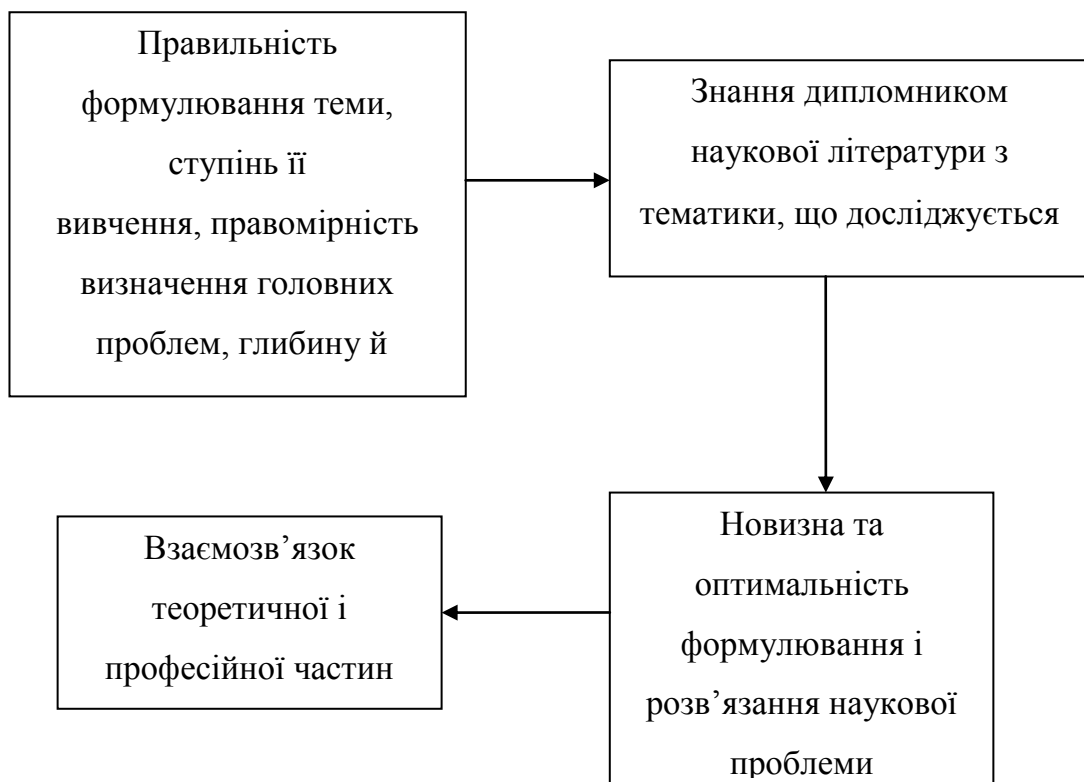 Правильність
формулювання теми,
ступінь її
вивчення, правомірність
визначення головних
проблем, глибину й
Знання дипломником
наукової літератури з
тематики, що досліджується
Новизна та
оптимальність
формулювання і
розв’язання наукової
проблеми
Взаємозв’язок
теоретичної і
професійної частин